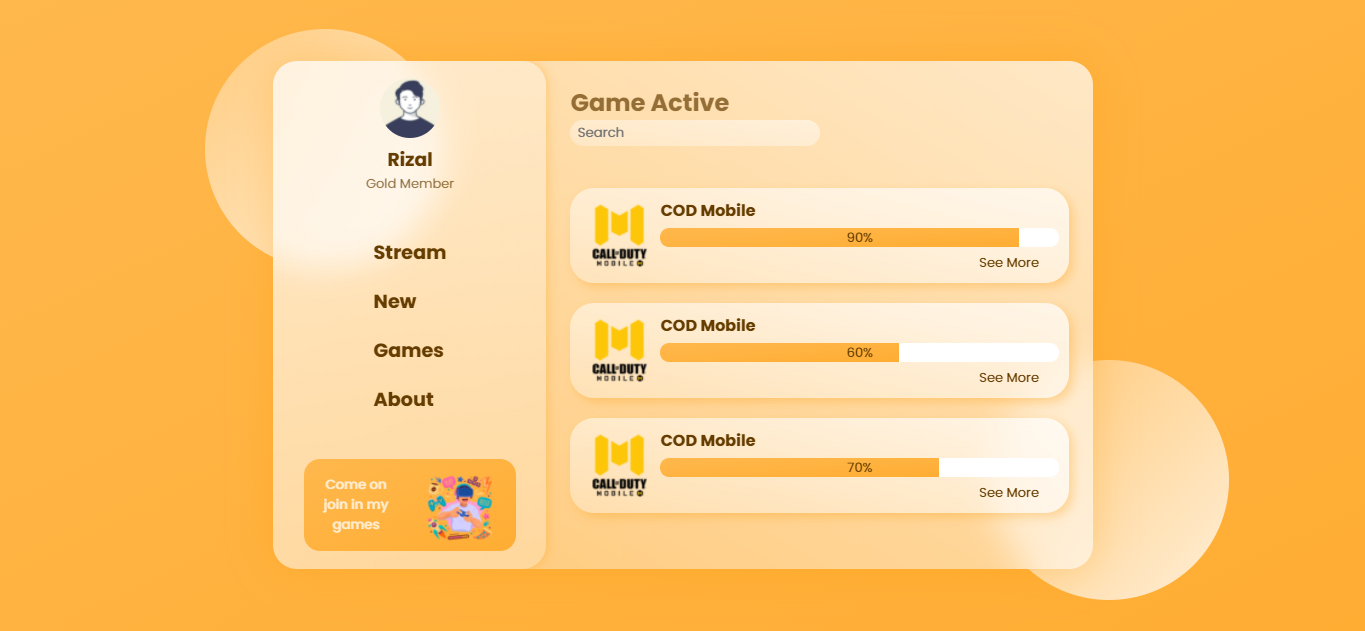 Rizal
Gold Member
Stream
New
Games
About
Come on
join in my
games
Game Active
Search
COD Mobile
90%
CALL OF DUTY
MOBILE
See More
COD Mobile
60%
CALL OF DUTY
MOBILE
See More
COD Mobile
70%
CALL OF DUTY
MOBILE
See More